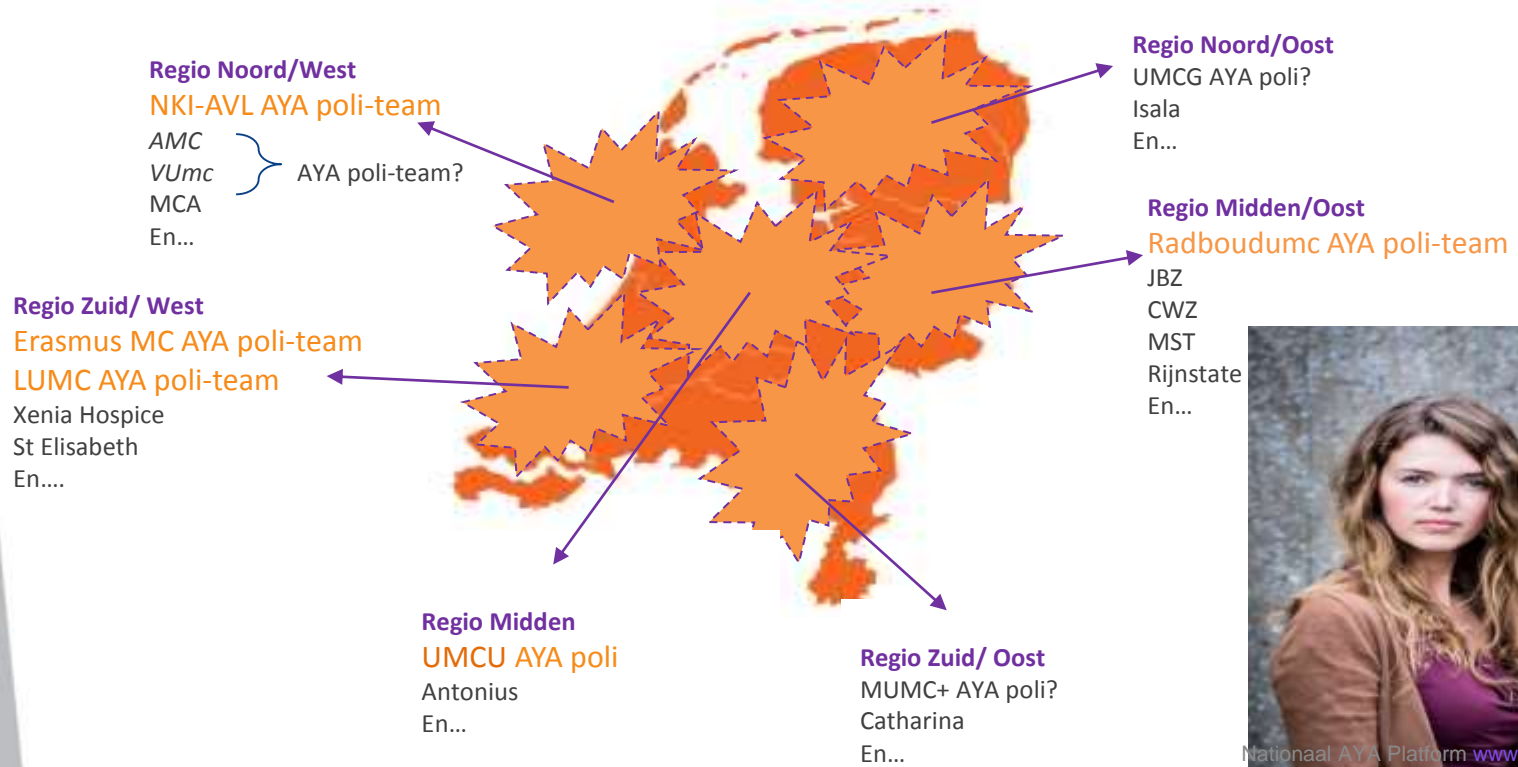 Regio Noord/West
NKI-AVL AYA poli-team
AMC
VUmc
AYA poli-team?
MCA
En...
Regio Noord/Oost
UMCG AYA poli?
Isala
En...
Regio Midden/Oost
Radboudumc AYA poli-team
JBZ
CWZ
MST
Rijnstate
En...
Regio Zuid/ West
Erasmus MC AYA poli-team
LUMC AYA poli-team
Xenia Hospice
St Elisabeth
En....
Regio Midden
UMCU AYA poli
Antonius
En...
Regio Zuid/ Oost
MUMC+ AYA poli?
Catharina
En...
Nationaal AYA Platform www